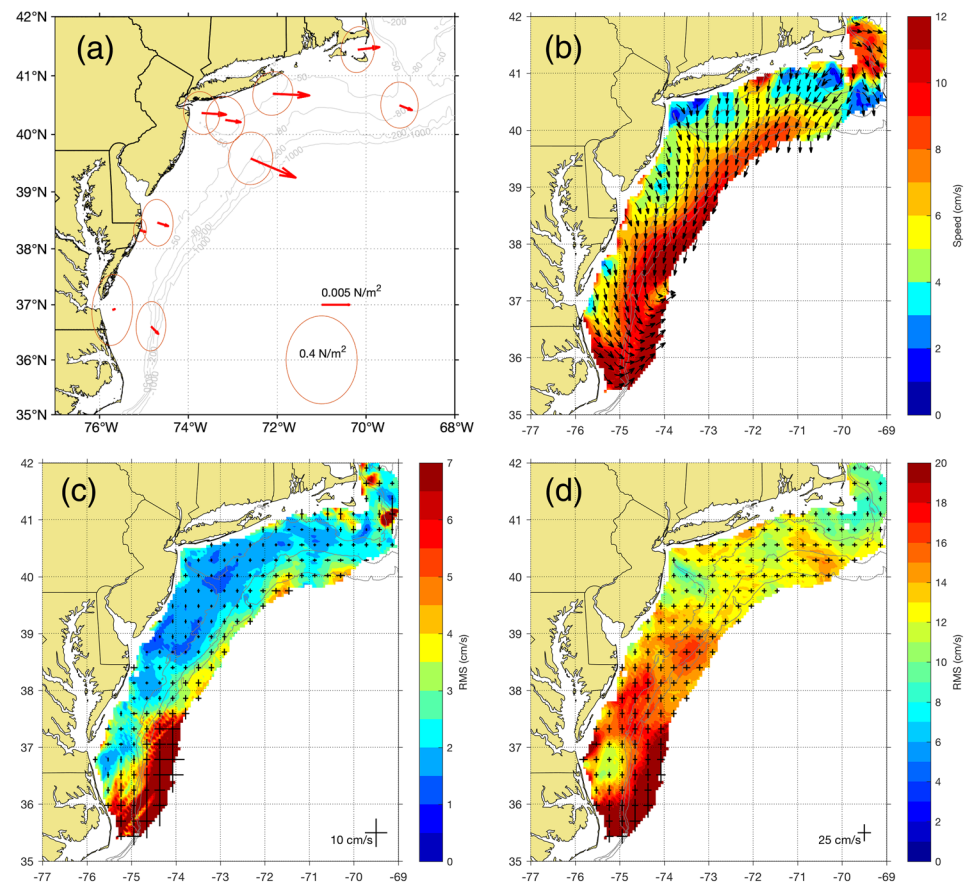 42°N
41°N
40°N
39°N
38°N
37°N
36°N
35°N
76°W 74°W 72°W 70°W 68°W
(a)
0.005 N/m²
0.4 N/m²
42
41
40
39
38
37
36
35
-77 -76 -75 -74 -73 -72 -71 -70 -69
(b)
12
10
8
6
4
2
0
Speed (cm/s)
42
41
40
39
38
37
36
35
-77 -76 -75 -74 -73 -72 -71 -70 -69
(c)
10 cm/s
7
6
5
4
3
2
1
0
RMS (cm/s)
42
41
40
39
38
37
36
35
-77 -76 -75 -74 -73 -72 -71 -70 -69
(d)
25 cm/s
20
18
16
14
12
10
8
6
4
2
0
RMS (cm/s)